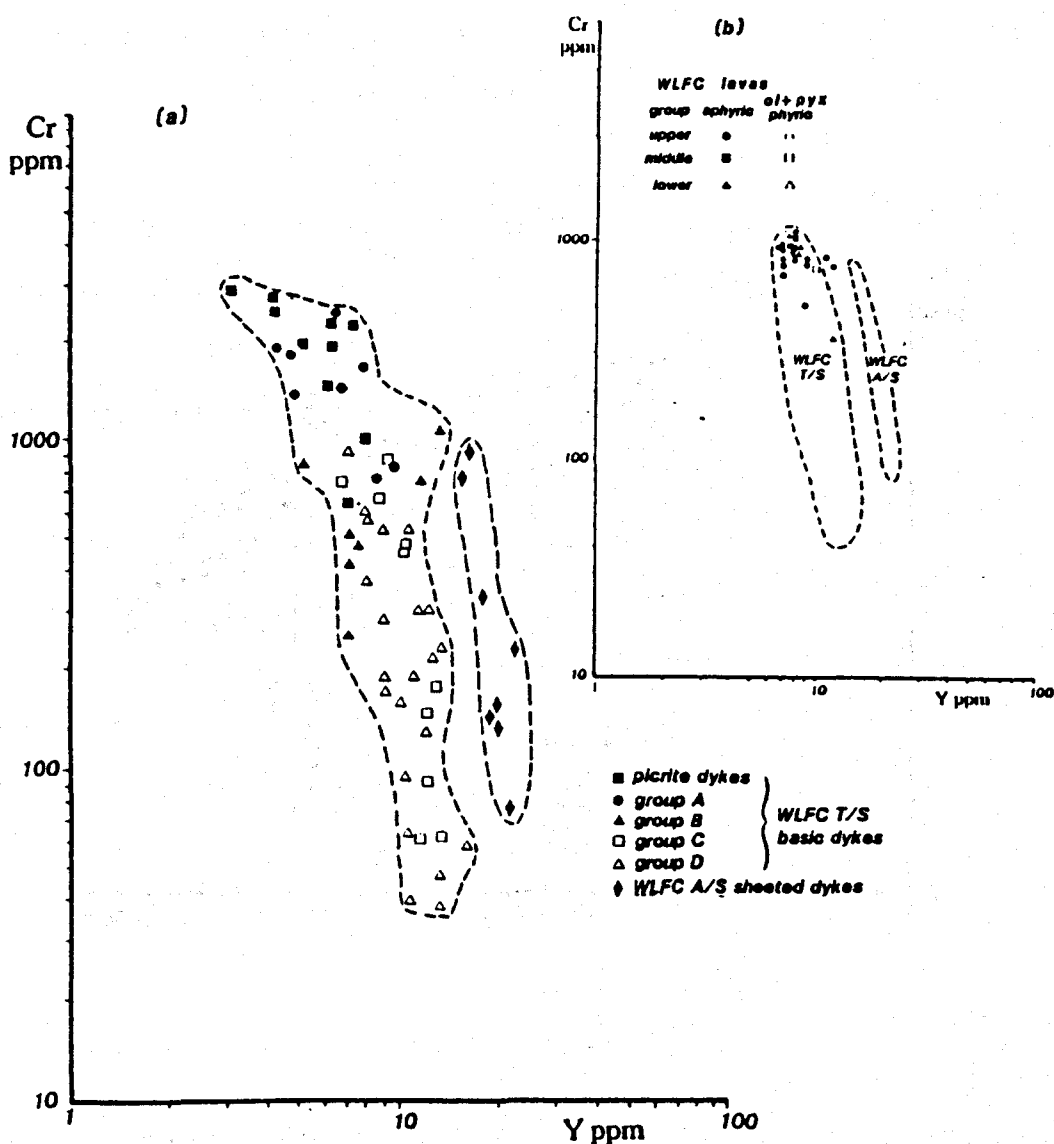 (a)
Cr
ppm
1000
100
10
1
10
100
Y ppm
(b)
Cr
ppm
WLFC lavas
group aphyric ol + pyx
phyric
upper
middle
lower
1000
100
10
1
10
100
Y ppm
WLFC
T/S
WLFC
A/S
picrite dykes
group A
group B
group C
group D
WLFC T/S
basic dykes
WLFC A/S sheeted dykes